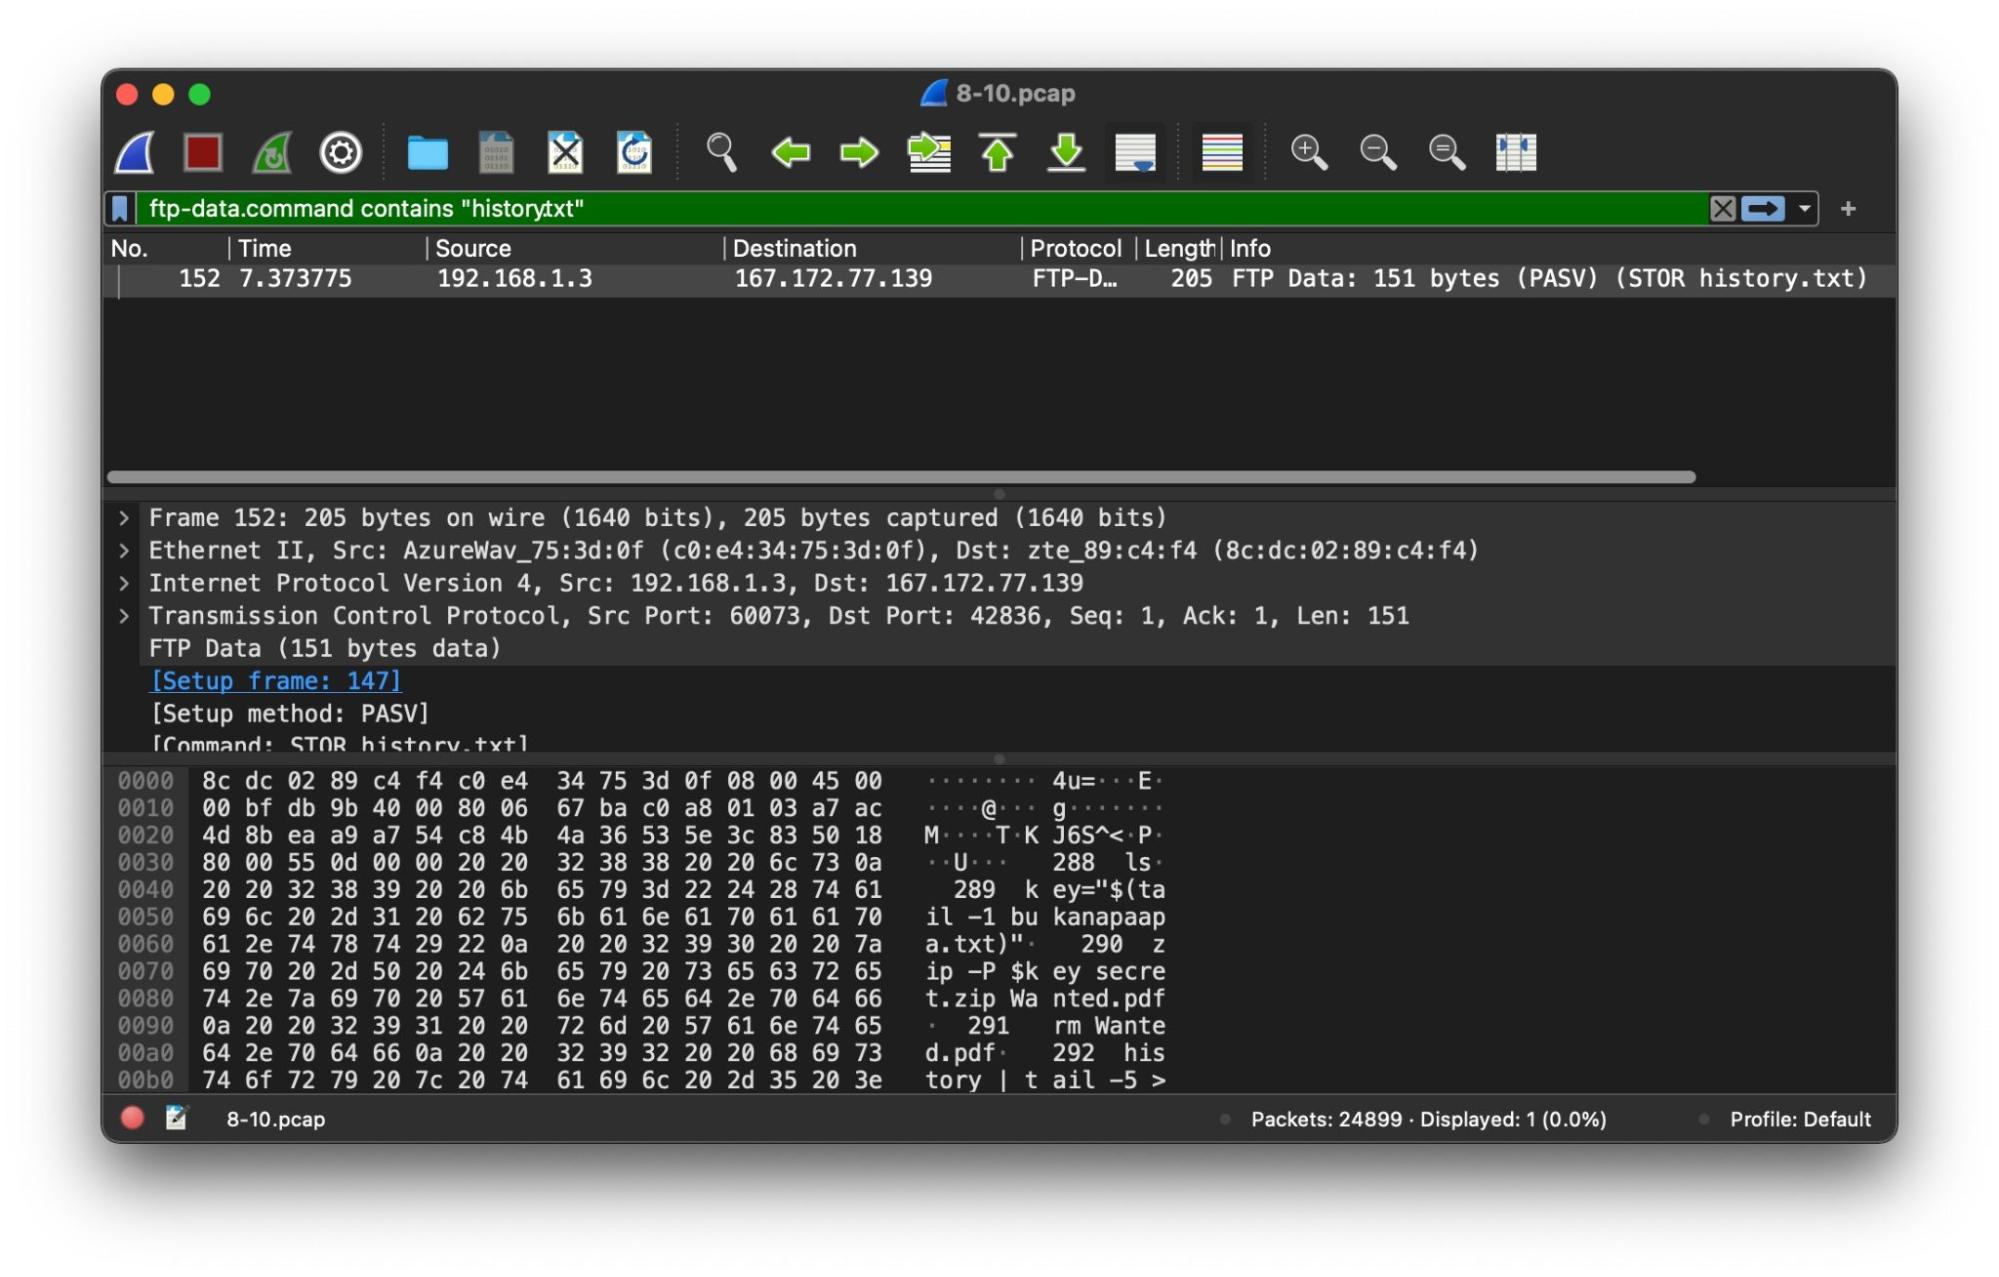 8-10.pcap
ftp-data.command contains "history.txt"
No. Time Source Destination Protocol Length Info
152 7.373775 192.168.1.3 167.172.77.139 FTP-D… 205 FTP Data: 151 bytes (PASV) (STOR history.txt)
Frame 152: 205 bytes on wire (1640 bits), 205 bytes captured (1640 bits)
Ethernet II, Src: AzureWav_75:3d:0f (c0:e4:34:75:3d:0f), Dst: zte_89:c4:f4 (8c:dc:02:89:c4:f4)
Internet Protocol Version 4, Src: 192.168.1.3, Dst: 167.172.77.139
Transmission Control Protocol, Src Port: 60073, Dst Port: 42836, Seq: 1, Ack: 1, Len: 151
FTP Data (151 bytes data)
[Setup frame: 147]
[Setup method: PASV]
[Command: STOR history.txt]
0000 8c dc 02 89 c4 f4 c0 e4 34 75 3d 0f 08 00 45 00 ········ 4u=···E·
0010 00 bf db 9b 40 00 80 06 67 ba c0 a8 01 03 a7 ac ····@··· g·······
0020 4d 8b ea a9 a7 54 c8 4b 4a 36 53 5e 3c 83 50 18 M····T·K J6S^<·P·
0030 80 00 55 0d 00 00 20 20 32 38 38 20 20 6c 73 0a ··U··· 288 ls·
0040 20 20 32 38 39 20 20 6b 65 79 3d 22 24 28 74 61 289 k ey="$(ta
0050 69 6c 20 2d 31 20 62 75 6b 61 6e 61 70 61 61 70 il -1 bu kanapaap
0060 61 2e 74 78 74 29 22 0a 20 20 32 39 30 20 20 7a a.txt)"· 290 z
0070 69 70 20 2d 50 20 24 6b 65 79 20 73 65 63 72 65 ip -P $k ey secre
0080 74 2e 7a 69 70 20 57 61 6e 74 65 64 2e 70 64 66 t.zip Wa nted.pdf
0090 0a 20 20 32 39 31 20 20 72 6d 20 57 61 6e 74 65 · 291 rm Wante
00a0 64 2e 70 64 66 0a 20 20 32 39 32 20 20 68 69 73 d.pdf· 292 his
00b0 74 6f 72 79 20 7c 20 74 61 69 6c 20 2d 35 20 3e tory | t ail -5 >
8-10.pcap Packets: 24899 · Displayed: 1 (0.0%) Profile: Default